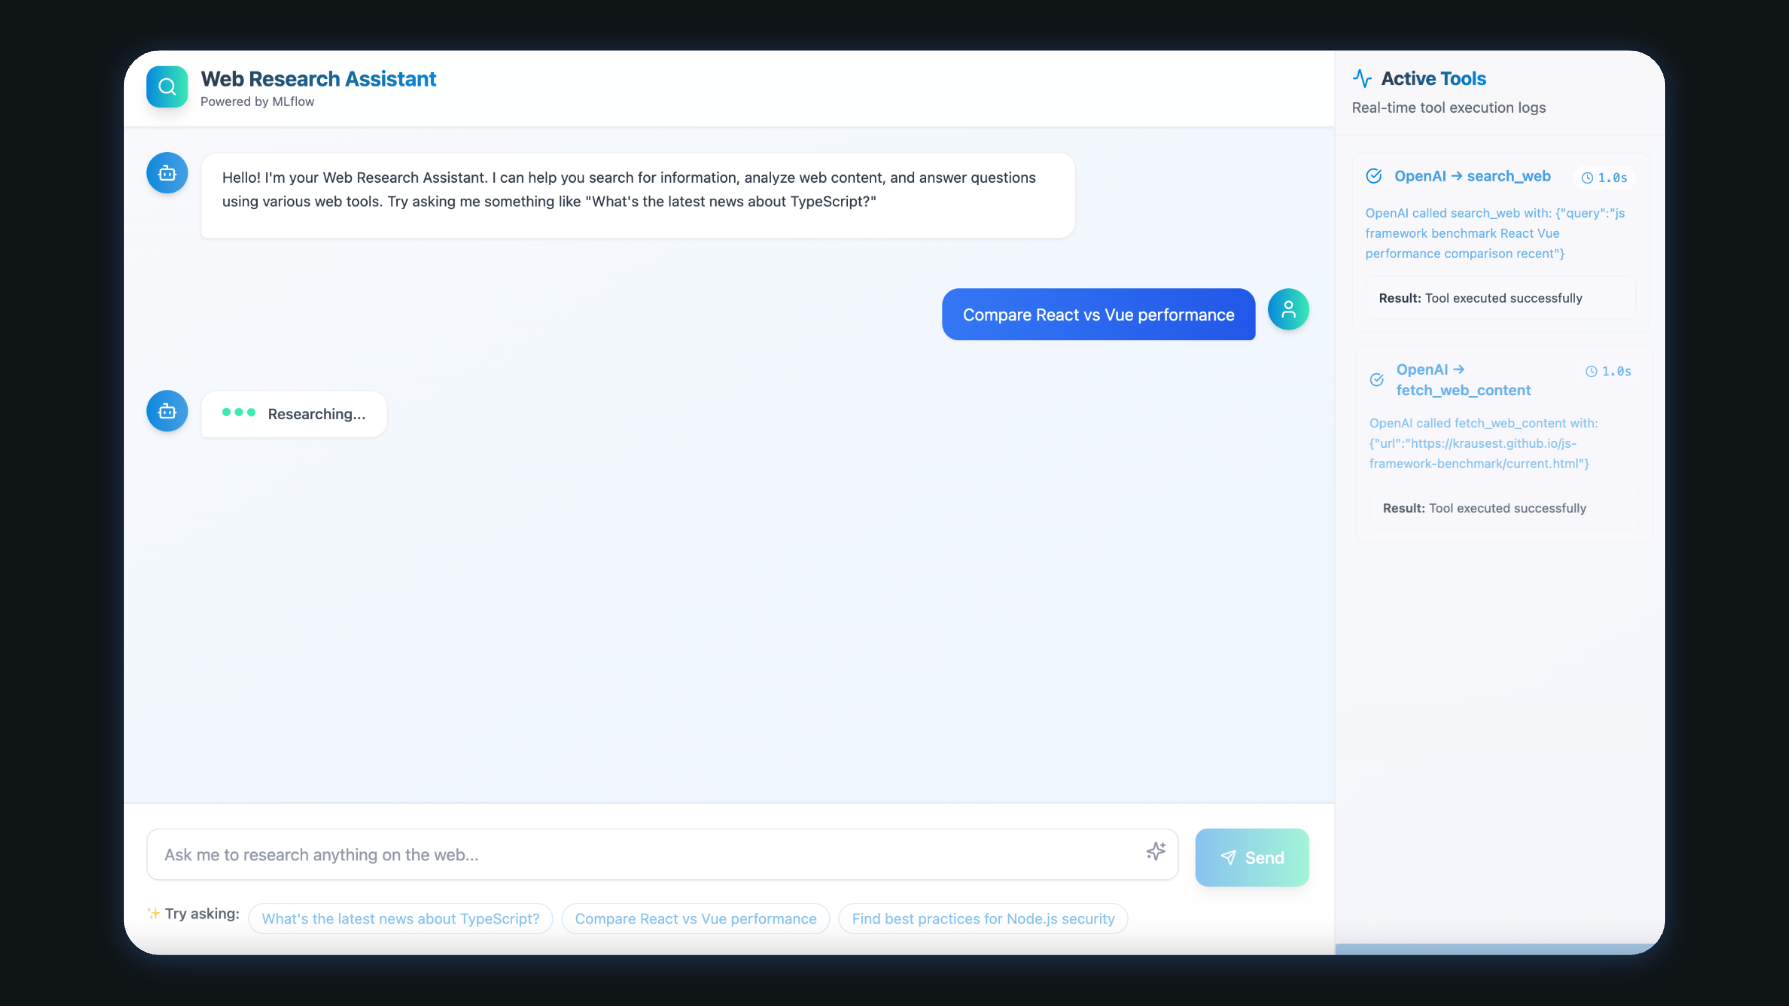 Web Research Assistant
Powered by MLflow
Hello! I'm your Web Research Assistant. I can help you search for information, analyze web content, and answer questions
using various web tools. Try asking me something like "What's the latest news about TypeScript?"
Compare React vs Vue performance
Researching...
Ask me to research anything on the web...
Send
✨ Try asking:
What's the latest news about TypeScript?
Compare React vs Vue performance
Find best practices for Node.js security
Active Tools
Real-time tool execution logs
OpenAI → search_web
1.0s
OpenAI called search_web with: {"query":"js
framework benchmark React Vue
performance comparison recent"}
Result: Tool executed successfully
OpenAI →
fetch_web_content
1.0s
OpenAI called fetch_web_content with:
{"url":"https://krausest.github.io/js-
framework-benchmark/current.html"}
Result: Tool executed successfully